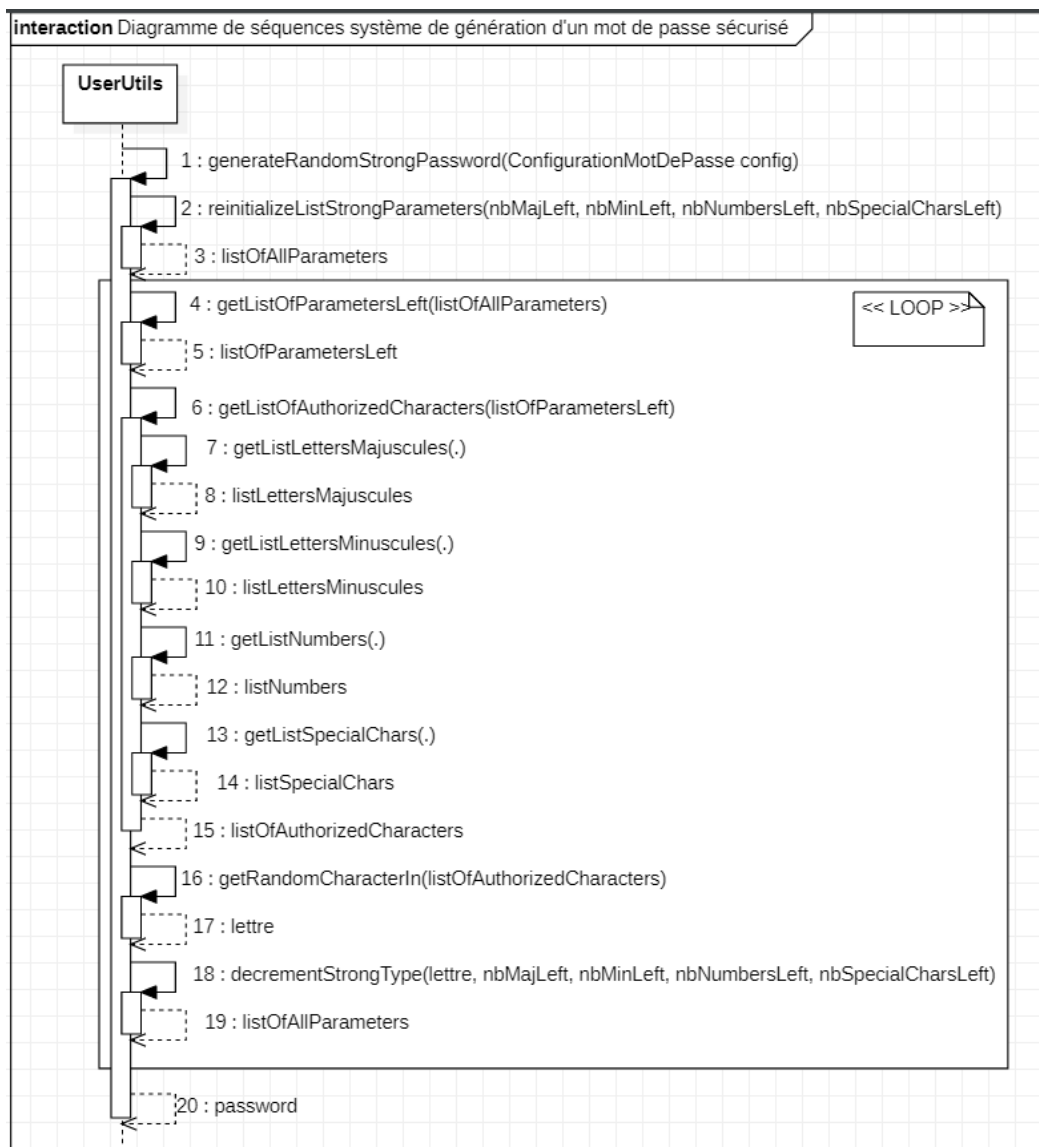 interaction Diagramme de séquences système de génération d'un mot de passe sécurisé
UserUtils
1 : generateRandomStrongPassword(ConfigurationMotDePasse config)
2 : reinitializeListStrongParameters(nbMajLeft, nbMinLeft, nbNumbersLeft, nbSpecialCharsLeft)
3 : listOfAllParameters
4 : getListOfParametersLeft(listOfAllParameters)
<< LOOP >>
5 : listOfParametersLeft
6 : getListOfAuthorizedCharacters(listOfParametersLeft)
7 : getListLettersMajuscules(.)
8 : listLettersMajuscules
9 : getListLettersMinuscules(.)
10 : listLettersMinuscules
11 : getListNumbers(.)
12 : listNumbers
13 : getListSpecialChars(.)
14 : listSpecialChars
15 : listOfAuthorizedCharacters
16 : getRandomCharacterIn(listOfAuthorizedCharacters)
17 : lettre
18 : decrementStrongType(lettre, nbMajLeft, nbMinLeft, nbNumbersLeft, nbSpecialCharsLeft)
19 : listOfAllParameters
20 : password